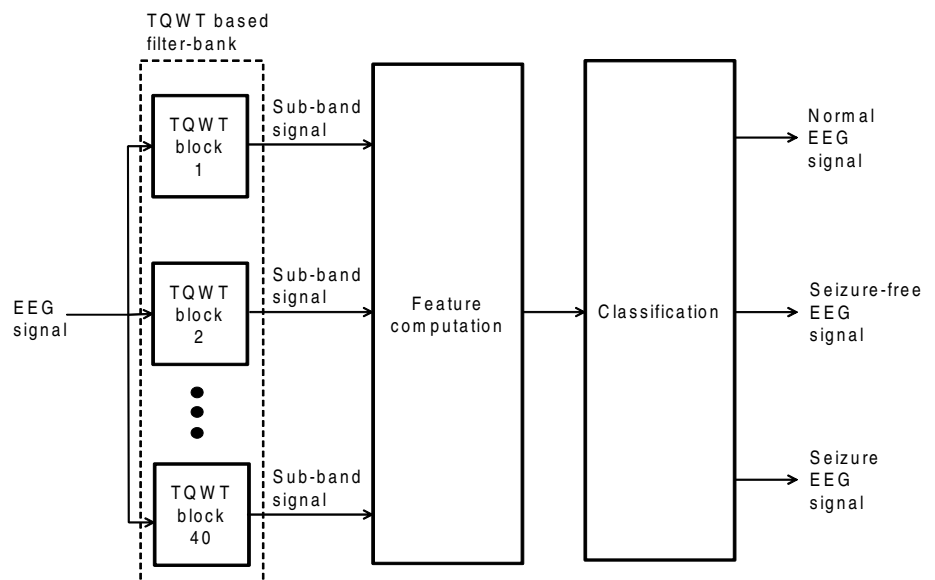 TQWT based
filter-bank
TQWT
block
1
Sub-band
signal
Normal
EEG
signal
EEG
signal
TQWT
block
2
Sub-band
signal
Feature
computation
Classification
Seizure-free
EEG
signal
TQWT
block
40
Sub-band
signal
Seizure
EEG
signal